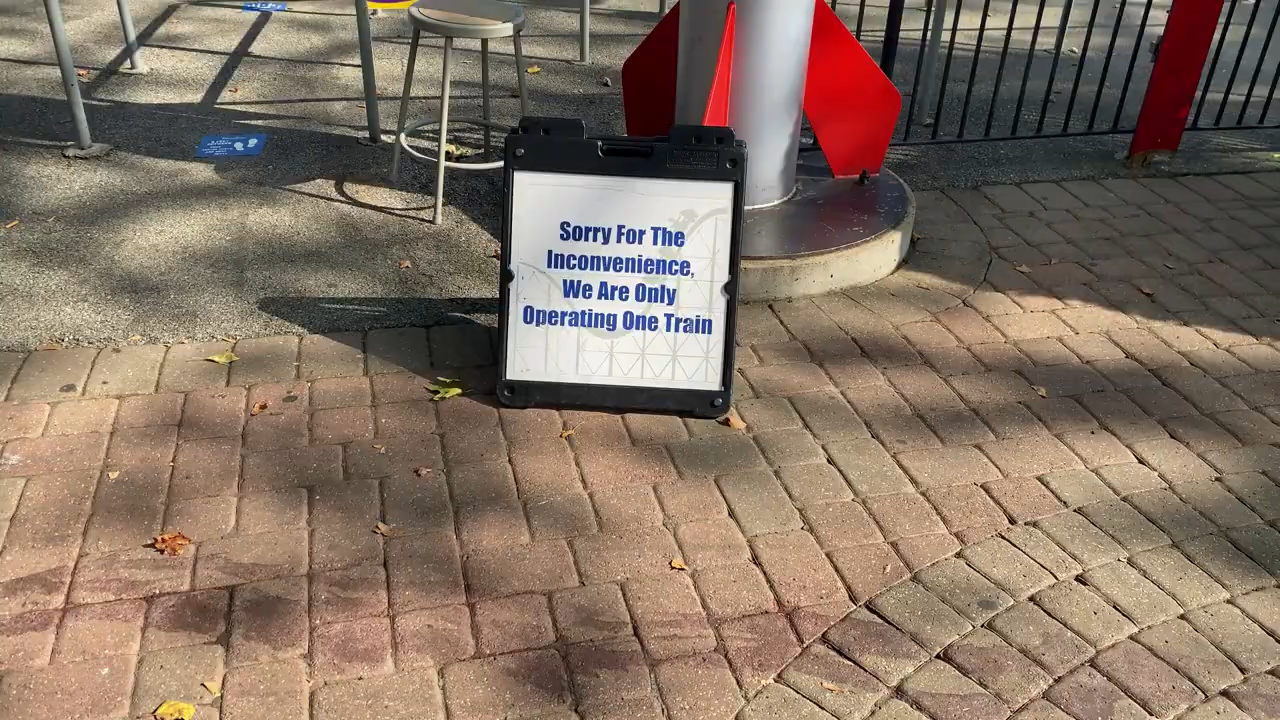 Sorry For The
Inconvenience,
We Are Only
Operating One Train